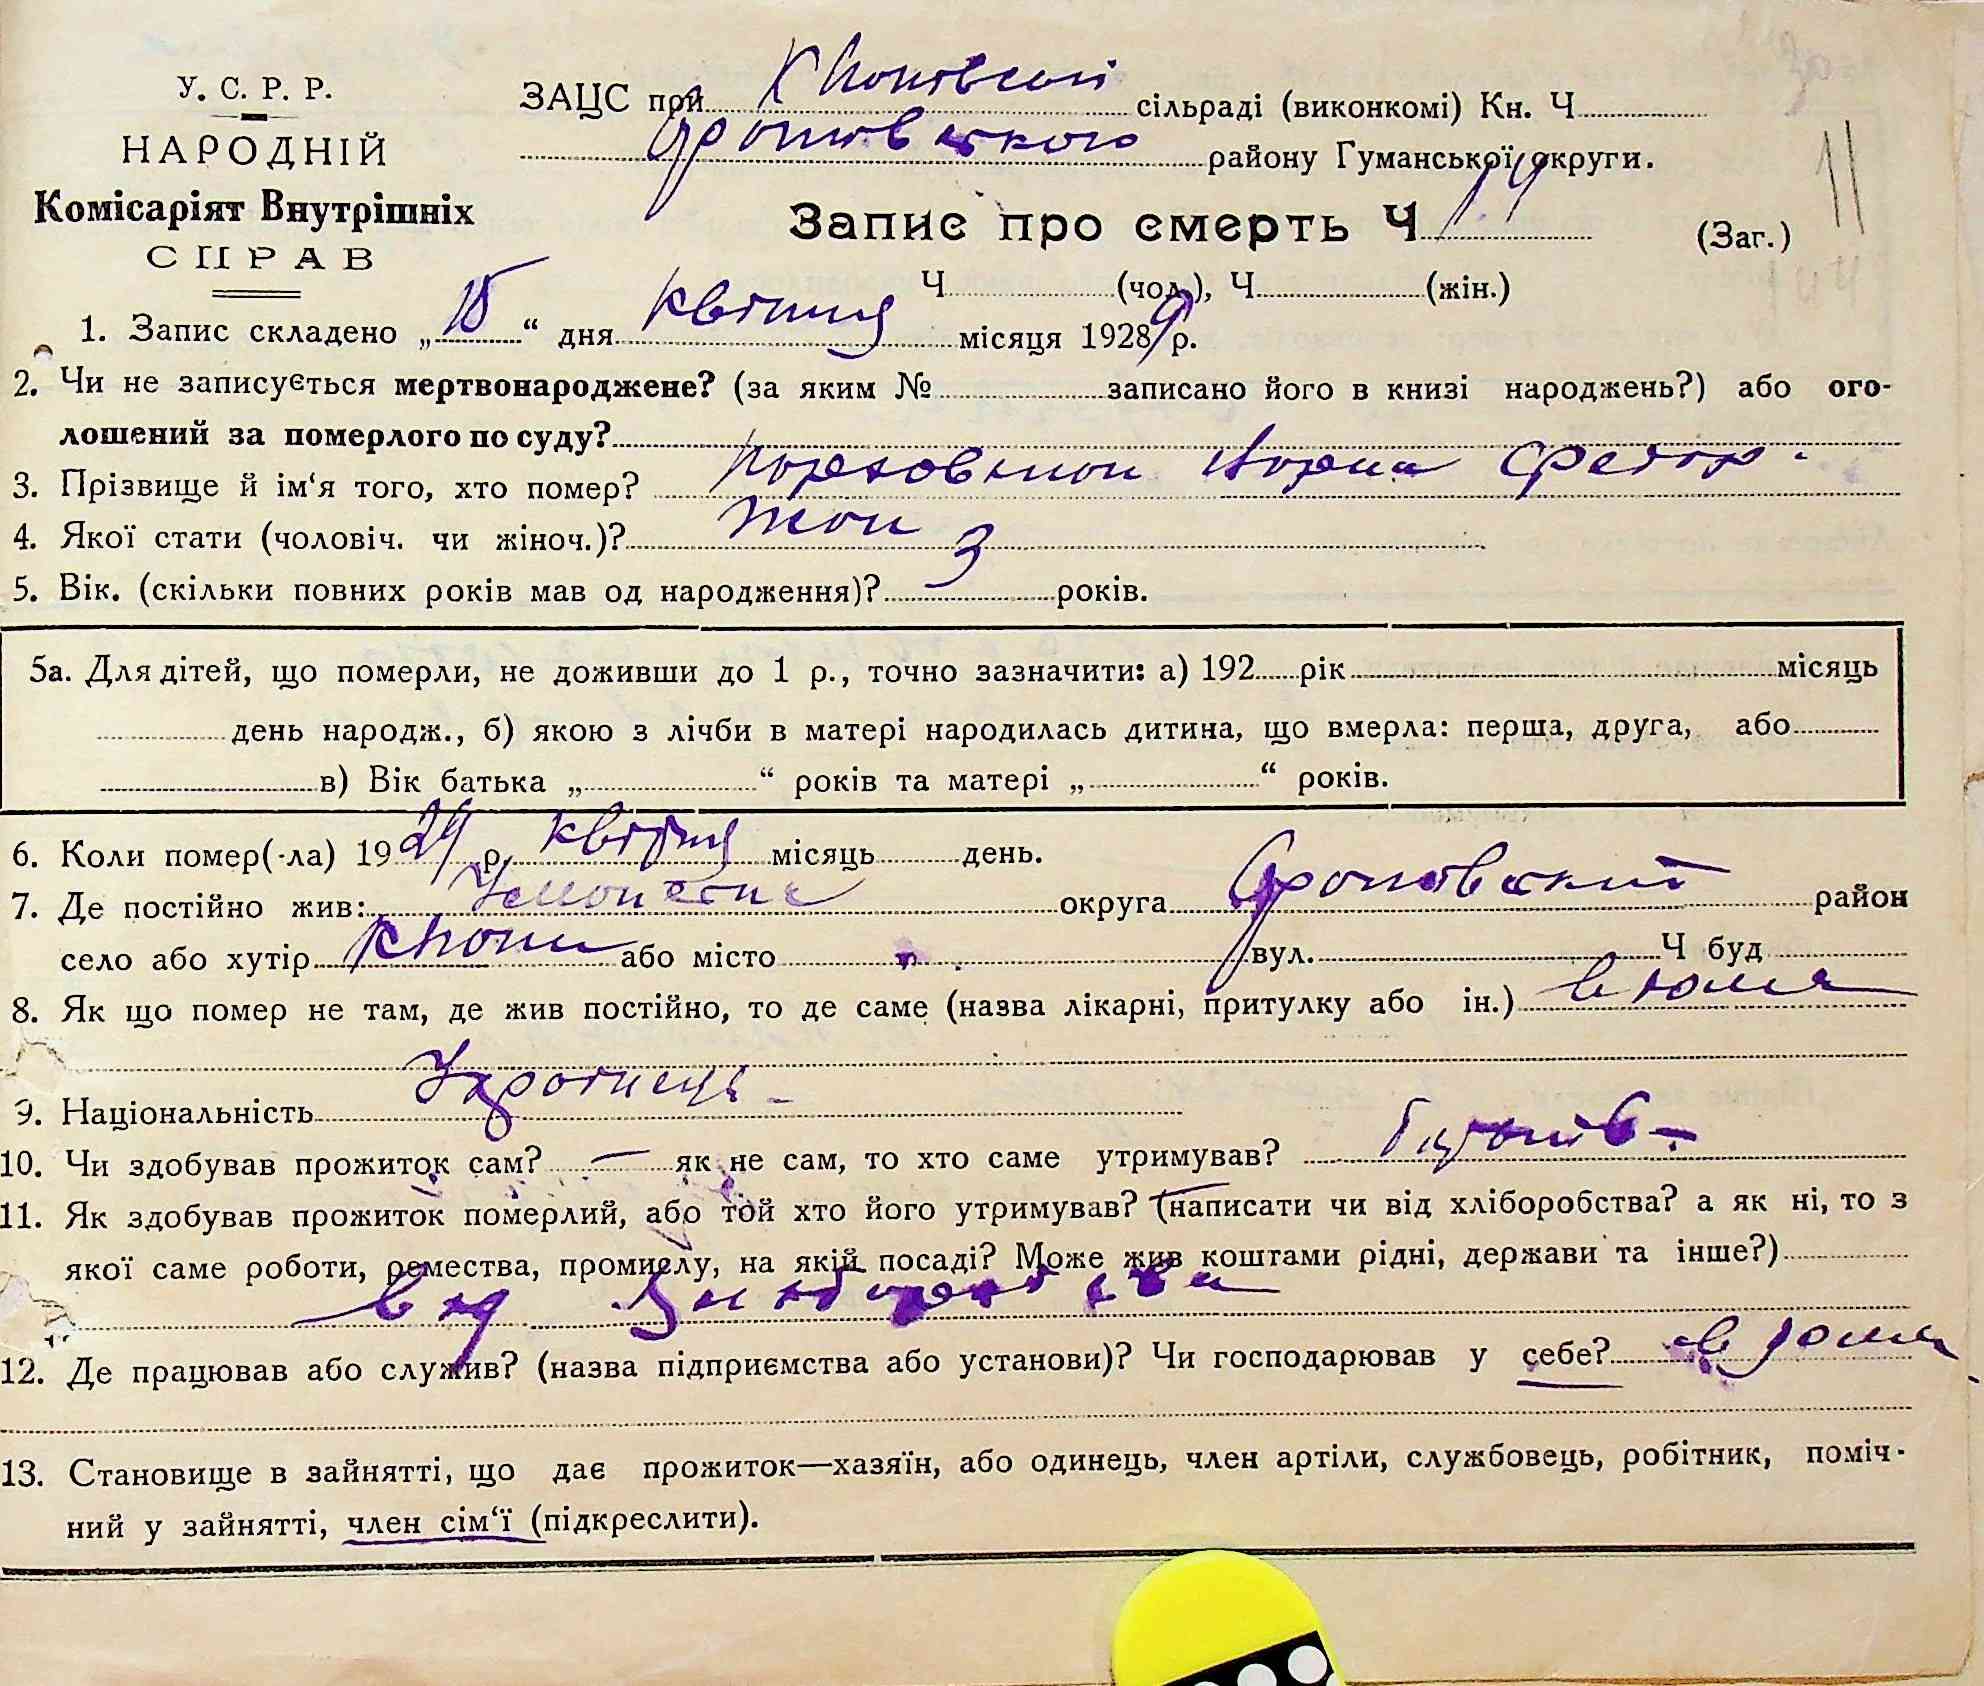 У. С. Р. Р.
НАРОДНІЙ
Комісаріят Внутрішніх
СПРАВ
ЗАЦС при сільраді (виконкомі) Кн. Ч
району Гуманської округи.
Запис про смерть Ч 19 (Заг.)
11
Ч (чол.), Ч (жін.)
1. Запис складено „15“ дня квітня місяця 19289 р.
2. Чи не записується мертвонароджене? (за яким № записано його в книзі народжень?) або ого-
лошений за померлого по суду?
3. Прізвище й ім‘я того, хто помер?
4. Якої стати (чоловіч. чи жіноч.)? жон
5. Вік. (скільки повних років мав од народження)? 3 років.
5а. Для дітей, що померли, не доживши до 1 р., точно зазначити: а) 192 рік місяць
день народж., б) якою з лічби в матері народилась дитина, що вмерла: перша, друга, або
в) Вік батька „ “ років та матері „ “ років.
6. Коли помер(-ла) 1929 р. квітня місяць день.
7. Де постійно жив: округа район
село або хутір або місто вул. Ч буд
8. Як що помер не там, де жив постійно, то де саме (назва лікарні, притулку або ін.)
9. Національність
10. Чи здобував прожиток сам? — як не сам, то хто саме утримував? батьків-
11. Як здобував прожиток померлий, або той хто його утримував? (написати чи від хліборобства? а як ні, то з
якої саме роботи, ремества, промислу, на якій посаді? Може жив коштами рідні, держави та інше?)
від
12. Де працював або служив? (назва підприємства або установи)? Чи господарював у себе? в дома
13. Становище в зайнятті, що дає прожиток—хазяїн, або одинець, член артіли, службовець, робітник, поміч-
ний у зайнятті, член сім‘ї (підкреслити).